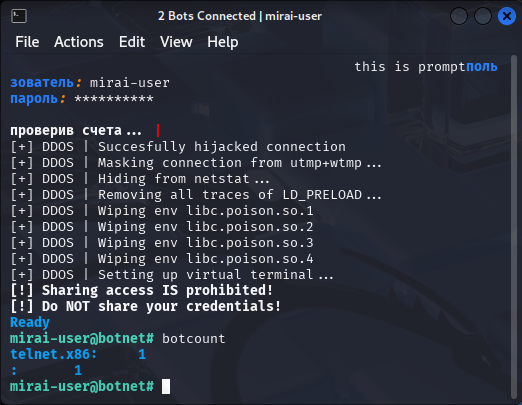 2 Bots Connected | mirai-user
File Actions Edit View Help
this is promptполь
зователь: mirai-user
пароль: **********
проверив счета... |
[+] DDOS | Succesfully hijacked connection
[+] DDOS | Masking connection from utmp+wtmp...
[+] DDOS | Hiding from netstat...
[+] DDOS | Removing all traces of LD_PRELOAD...
[+] DDOS | Wiping env libc.poison.so.1
[+] DDOS | Wiping env libc.poison.so.2
[+] DDOS | Wiping env libc.poison.so.3
[+] DDOS | Wiping env libc.poison.so.4
[+] DDOS | Setting up virtual terminal...
[!] Sharing access IS prohibited!
[!] Do NOT share your credentials!
Ready
mirai-user@botnet# botcount
telnet.x86: 1
: 1
mirai-user@botnet#